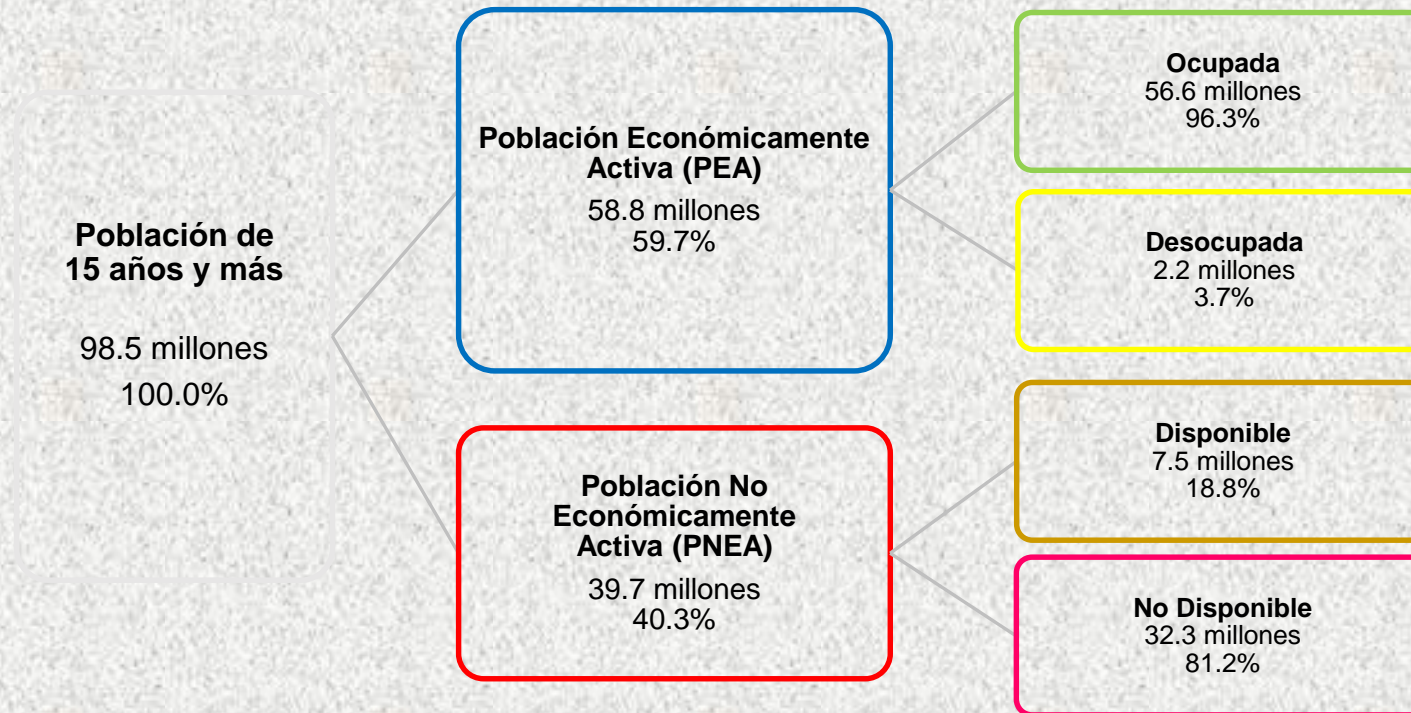 Población de
15 años y más
98.5 millones
100.0%
Población Económicamente
Activa (PEA)
58.8 millones
59.7%
Población No
Económicamente
Activa (PNEA)
39.7 millones
40.3%
Ocupada
56.6 millones
96.3%
Desocupada
2.2 millones
3.7%
Disponible
7.5 millones
18.8%
No Disponible
32.3 millones
81.2%